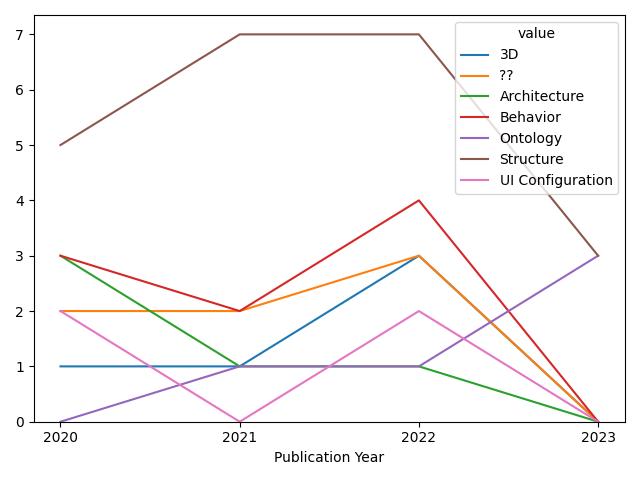 7
6
5
4
3
2
1
0
value
3D
??
Architecture
Behavior
Ontology
Structure
UI Configuration
2020 2021 2022 2023
Publication Year